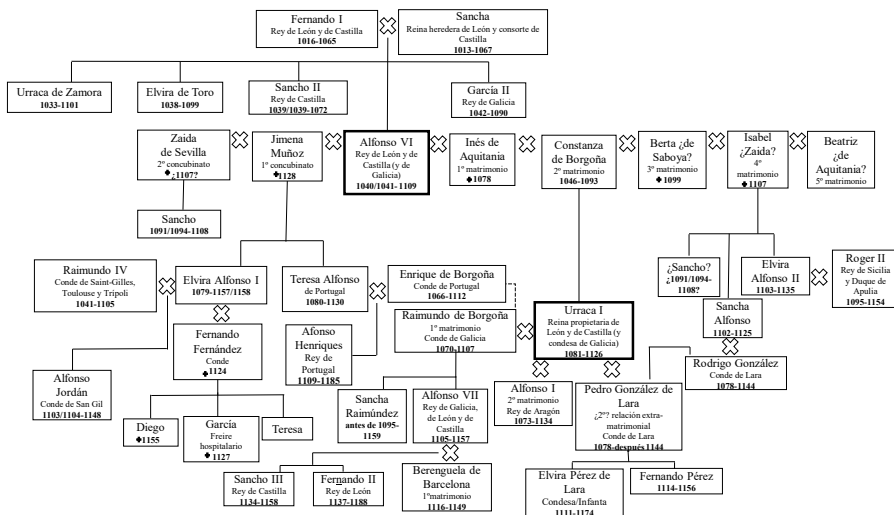 Fernando I
Rey de León y de Castilla
1016-1065
Sancha
Reina heredera de León y consorte de
Castilla
1013-1067
Urraca de Zamora
1033-1101
Elvira de Toro
1038-1099
Sancho II
Rey de Castilla
1039/1039-1072
García II
Rey de Galicia
1042-1090
Zaida
de Sevilla
2º concubinato
✦ ¿1107?
Jimena
Muñoz
1º concubinato
✦1128
Alfonso VI
Rey de León y de
Castilla (y de
Galicia)
1040/1041-1109
Inés de
Aquitania
1º matrimonio
◆1078
Constanza
de Borgoña
2º matrimonio
1046-1093
Berta ¿de
Saboya?
3º matrimonio
✦ 1099
Isabel
¿Zaida?
4º
matrimonio
✦ 1107
Beatriz
¿de
Aquitania?
5º matrimonio
Sancho
1091/1094-1108
Raimundo IV
Conde de Saint-Gilles,
Toulouse y Trípoli
1041-1105
Elvira Alfonso I
1079-1157/1158
Teresa Alfonso
de Portugal
1080-1130
Enrique de Borgoña
Conde de Portugal
1066-1112
¿Sancho?
¿1091/1094-
1108?
Elvira
Alfonso II
1103-1135
Roger II
Rey de Sicilia
y Duque de
Apulia
1095-1154
Sancha
Alfonso
1102-1125
Raimundo de Borgoña
1º matrimonio
Conde de Galicia
1070-1107
Urraca I
Reina propietaria de
León y de Castilla (y
condesa de Galicia)
1081-1126
Fernando
Fernández
Conde
✦1124
Afonso
Henriques
Rey de
Portugal
1109-1185
Rodrigo González
Conde de Lara
1078-1144
Alfonso
Jordán
Conde de San Gil
1103/1104-1148
Sancha
Raimúndez
antes de 1095-
1159
Alfonso VII
Rey de Galicia,
de León y de
Castilla
1105-1157
Alfonso I
2º matrimonio
Rey de Aragón
1073-1134
Pedro González de
Lara
¿2º? relación extra-
matrimonial
Conde de Lara
1078-después 1144
Diego
◆1155
García
Freire
hospitalario
✦1127
Teresa
Sancho III
Rey de Castilla
1134-1158
Fernando II
Rey de León
1137-1188
Berenguela de
Barcelona
1ºmatrimonio
1116-1149
Elvira Pérez de
Lara
Condesa/Infanta
1111-1174
Fernando Pérez
1114-1156